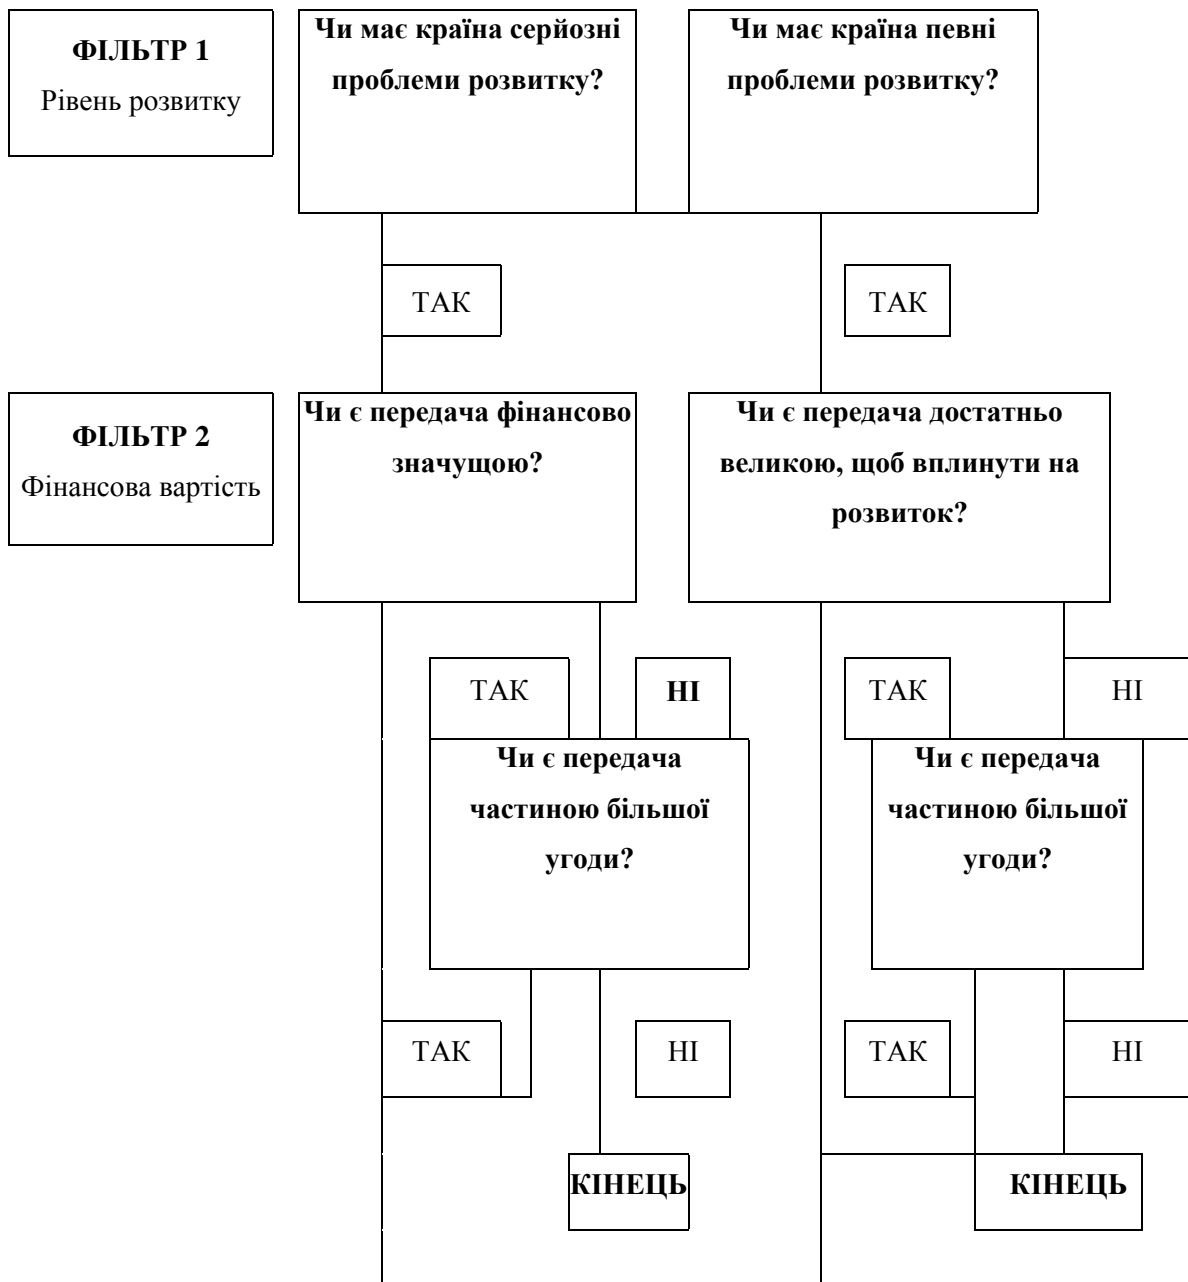 ФІЛЬТР 1
Рівень розвитку
Чи має країна серйозні
проблеми розвитку?
Чи має країна певні
проблеми розвитку?
ТАК
ТАК
ФІЛЬТР 2
Фінансова вартість
Чи є передача фінансово
значущою?
Чи є передача достатньо
великою, щоб вплинути на
розвиток?
ТАК
НІ
ТАК
НІ
Чи є передача
частиною більшої
угоди?
Чи є передача
частиною більшої
угоди?
ТАК
НІ
ТАК
НІ
КІНЕЦЬ
КІНЕЦЬ